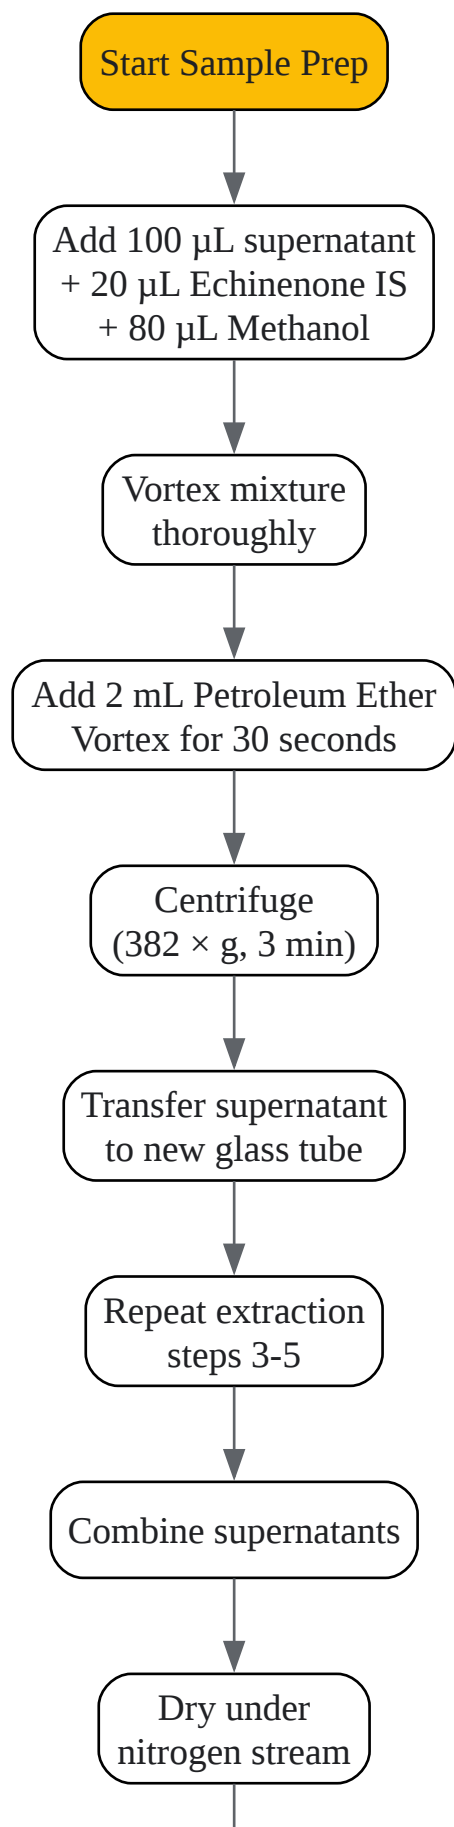 Start Sample Prep
Add 100 µL supernatant
+ 20 µL Echinenone IS
+ 80 µL Methanol
Vortex mixture
thoroughly
Add 2 mL Petroleum Ether
Vortex for 30 seconds
Centrifuge
(382 × g, 3 min)
Transfer supernatant
to new glass tube
Repeat extraction
steps 3-5
Combine supernatants
Dry under
nitrogen stream